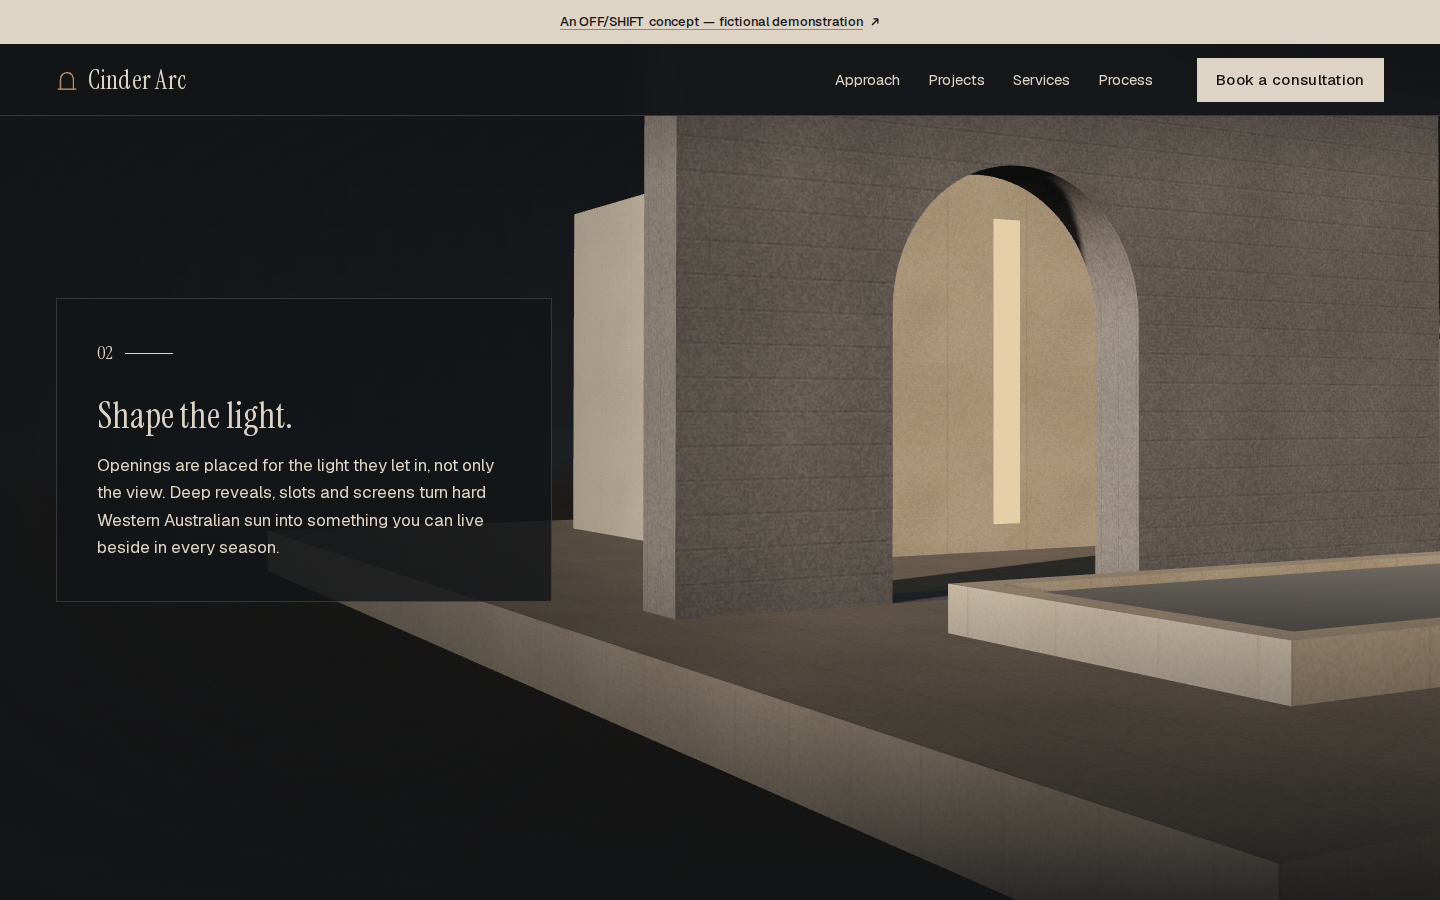 An OFF/SHIFT concept — fictional demonstration ↗
Cinder Arc
Approach
Projects
Services
Process
Book a consultation
02
Shape the light.
Openings are placed for the light they let in, not only
the view. Deep reveals, slots and screens turn hard
Western Australian sun into something you can live
beside in every season.